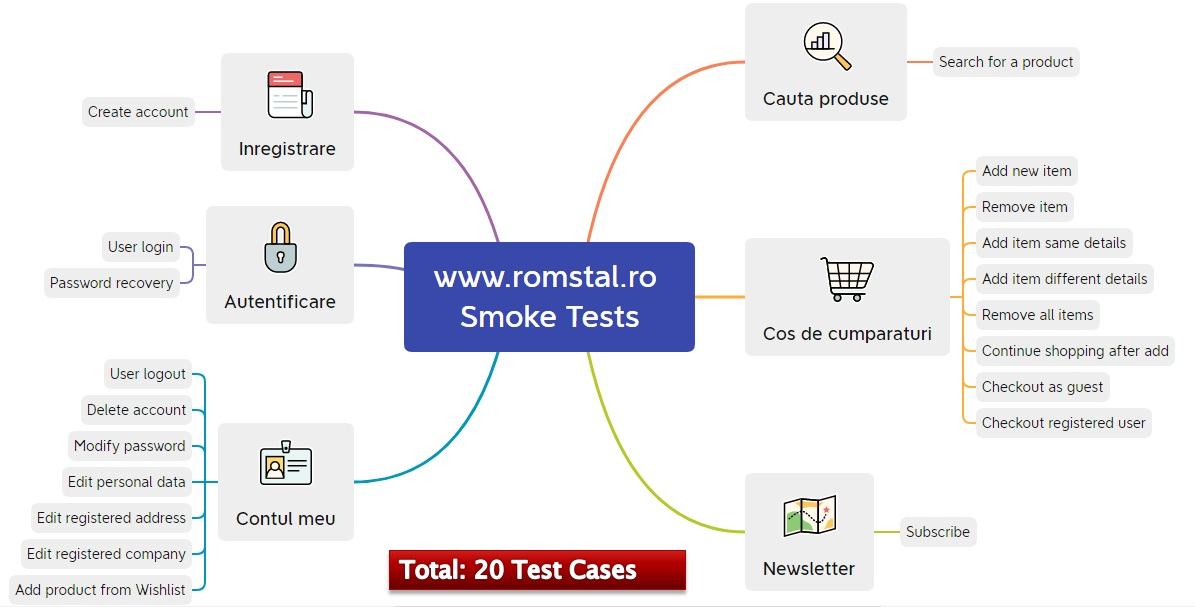 www.romstal.ro
Smoke Tests
Inregistrare
Create account
Autentificare
User login
Password recovery
Contul meu
User logout
Delete account
Modify password
Edit personal data
Edit registered address
Edit registered company
Add product from Wishlist
Cauta produse
Search for a product
Cos de cumparaturi
Add new item
Remove item
Add item same details
Add item different details
Remove all items
Continue shopping after add
Checkout as guest
Checkout registered user
Newsletter
Subscribe
Total: 20 Test Cases